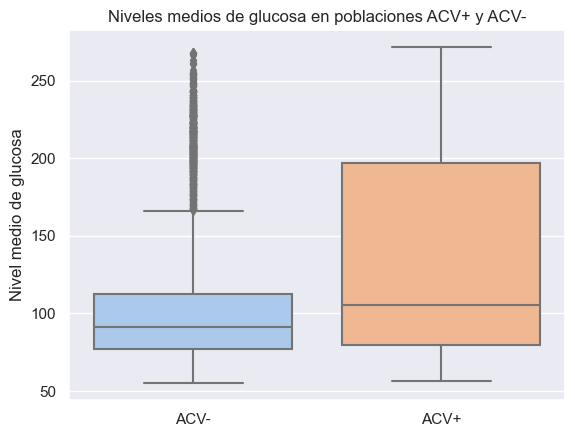 Niveles medios de glucosa en poblaciones ACV+ y ACV-
Nivel medio de glucosa
250
200
150
100
50
ACV-
ACV+